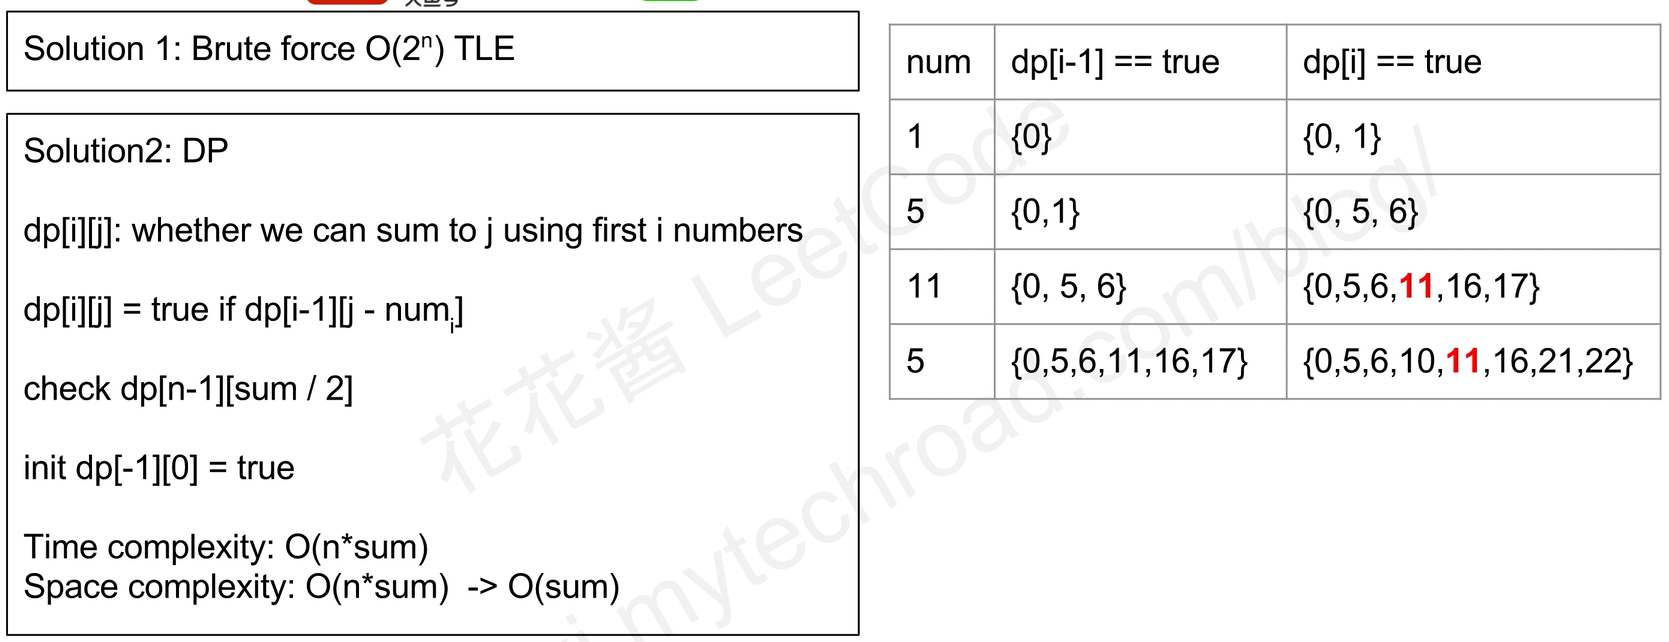 Solution 1: Brute force O(2ⁿ) TLE
Solution2: DP
dp[i][j]: whether we can sum to j using first i numbers
dp[i][j] = true if dp[i-1][j - numᵢ]
check dp[n-1][sum / 2]
init dp[-1][0] = true
Time complexity: O(n*sum)
Space complexity: O(n*sum) -> O(sum)
num dp[i-1] == true dp[i] == true
1 {0} {0, 1}
5 {0,1} {0, 5, 6}
11 {0, 5, 6} {0,5,6,11,16,17}
5 {0,5,6,11,16,17} {0,5,6,10,11,16,21,22}
花花酱 LeetCode
mytechroad.com/blog/